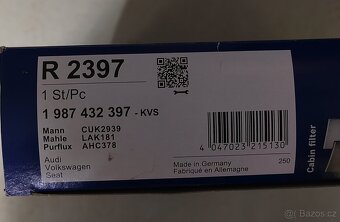 R 2397
1 St/Pc
1 987 432 397 - KVS
Mann CUK2939
Mahle LAK181
Purflux AHC378
4 047023 215130
Audi
Volkswagen
Seat
Made in Germany
Fabriqué en Allemagne
250
Cabin filter
Bazos.cz